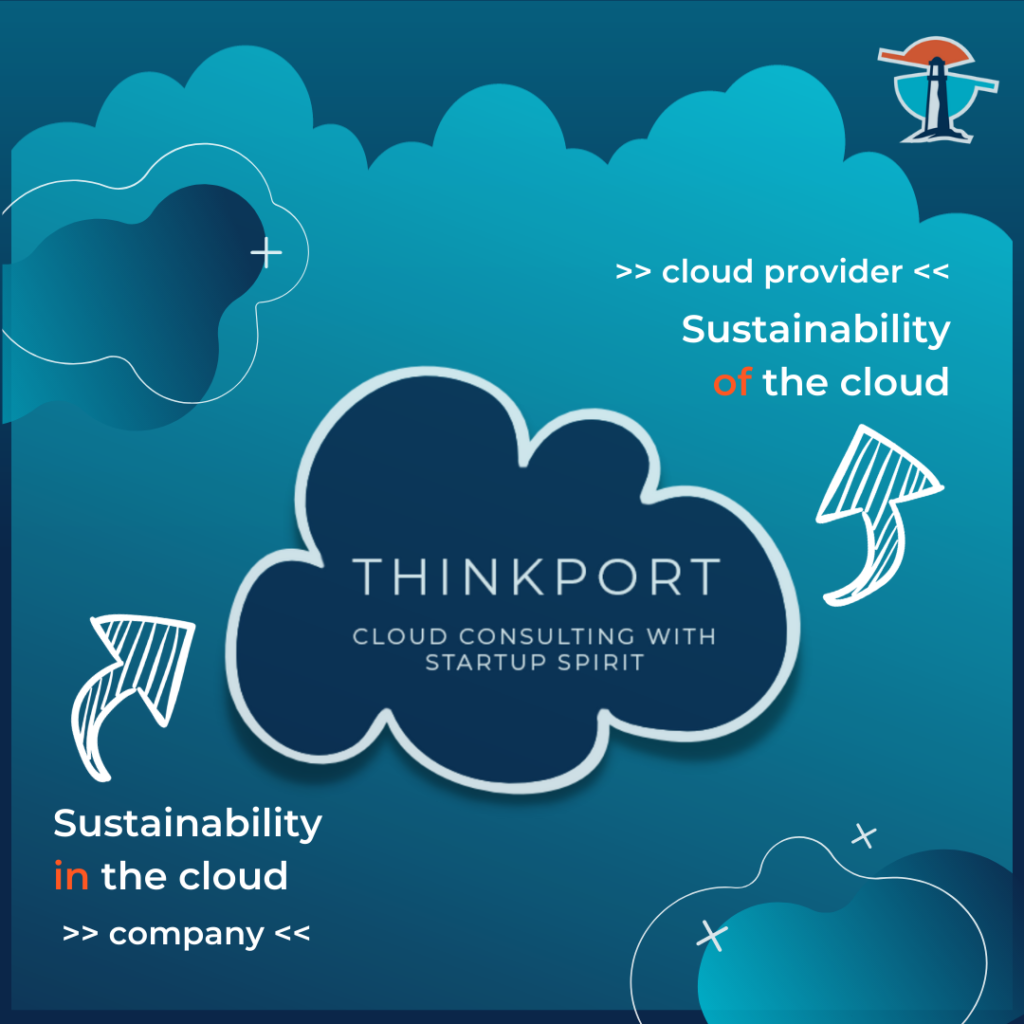 >> cloud provider <<
Sustainability
of the cloud
THINKPORT
CLOUD CONSULTING WITH
STARTUP SPIRIT
Sustainability
in the cloud
>> company <<